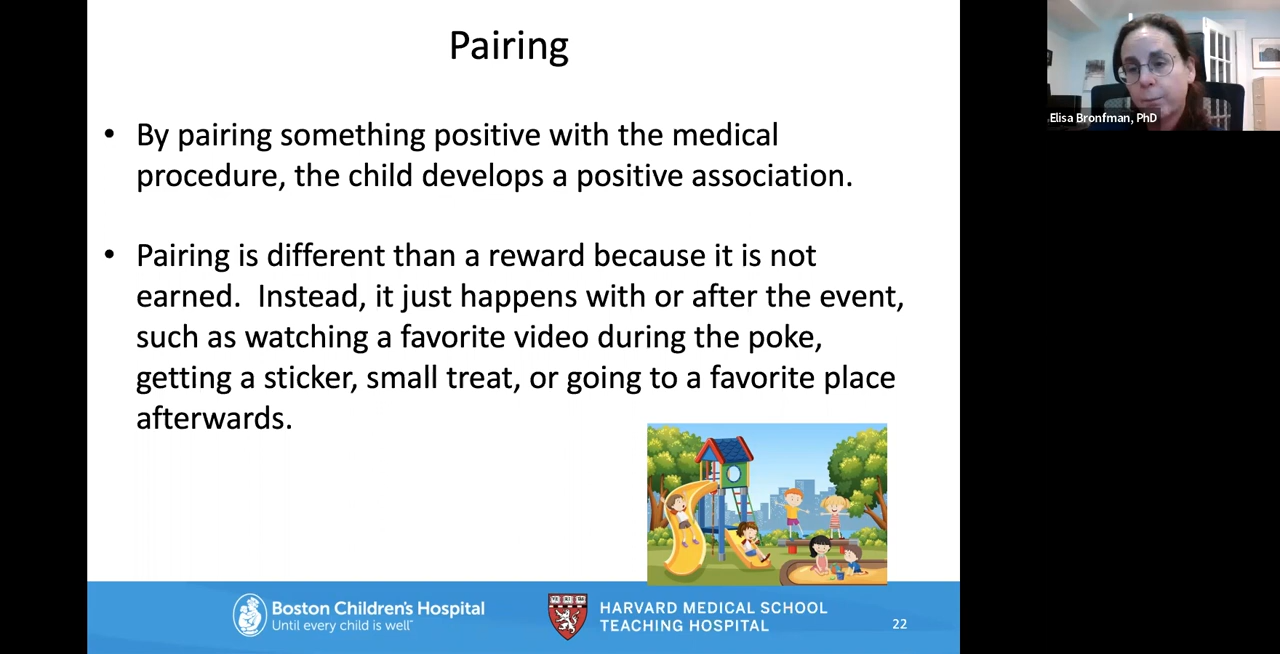 Pairing
• By pairing something positive with the medical
procedure, the child develops a positive association.
• Pairing is different than a reward because it is not
earned.  Instead, it just happens with or after the event,
such as watching a favorite video during the poke,
getting a sticker, small treat, or going to a favorite place
afterwards.
Boston Children's Hospital
Until every child is well℠
HARVARD MEDICAL SCHOOL
TEACHING HOSPITAL
22
Elisa Bronfman, PhD